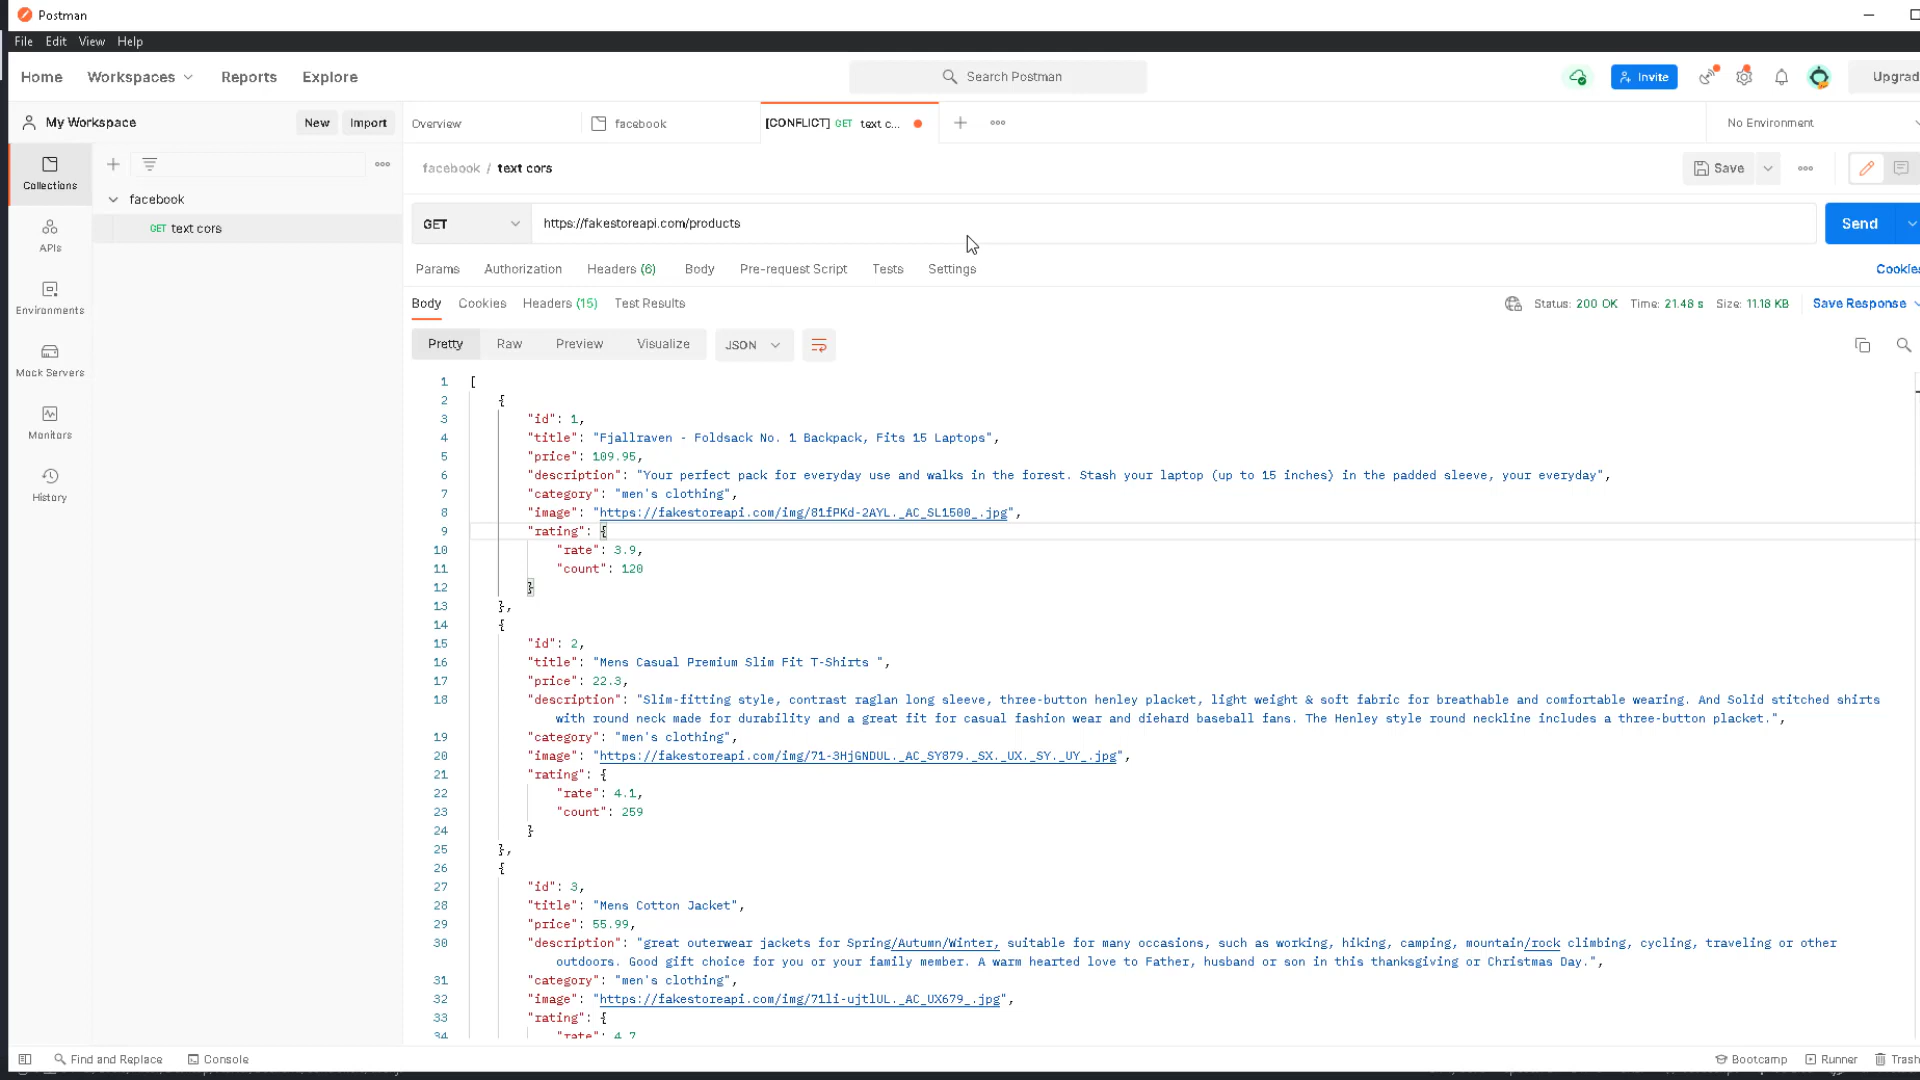 Postman
File Edit View Help
Home Workspaces Reports Explore
Search Postman
Invite
Upgrad
My Workspace New Import
Overview facebook [CONFLICT] GET text c... No Environment
Collections
APIs
Environments
Mock Servers
Monitors
History
facebook
GET text cors
facebook / text cors
Save
GET https://fakestoreapi.com/products Send
Params Authorization Headers (6) Body Pre-request Script Tests Settings Cookies
Body Cookies Headers (15) Test Results Status: 200 OK Time: 21.48 s Size: 11.18 KB Save Response
Pretty Raw Preview Visualize JSON
1 [
2 {
3 "id": 1,
4 "title": "Fjallraven - Foldsack No. 1 Backpack, Fits 15 Laptops",
5 "price": 109.95,
6 "description": "Your perfect pack for everyday use and walks in the forest. Stash your laptop (up to 15 inches) in the padded sleeve, your everyday",
7 "category": "men's clothing",
8 "image": "https://fakestoreapi.com/img/81fPKd-2AYL._AC_SL1500_.jpg",
9 "rating": {
10 "rate": 3.9,
11 "count": 120
12 }
13 },
14 {
15 "id": 2,
16 "title": "Mens Casual Premium Slim Fit T-Shirts ",
17 "price": 22.3,
18 "description": "Slim-fitting style, contrast raglan long sleeve, three-button henley placket, light weight & soft fabric for breathable and comfortable wearing. And Solid stitched shirts
with round neck made for durability and a great fit for casual fashion wear and diehard baseball fans. The Henley style round neckline includes a three-button placket.",
19 "category": "men's clothing",
20 "image": "https://fakestoreapi.com/img/71-3HjGNDUL._AC_SY879._SX._UX._SY._UY_.jpg",
21 "rating": {
22 "rate": 4.1,
23 "count": 259
24 }
25 },
26 {
27 "id": 3,
28 "title": "Mens Cotton Jacket",
29 "price": 55.99,
30 "description": "great outerwear jackets for Spring/Autumn/Winter, suitable for many occasions, such as working, hiking, camping, mountain/rock climbing, cycling, traveling or other
outdoors. Good gift choice for you or your family member. A warm hearted love to Father, husband or son in this thanksgiving or Christmas Day.",
31 "category": "men's clothing",
32 "image": "https://fakestoreapi.com/img/71li-ujtlUL._AC_UX679_.jpg",
33 "rating": {
34 "rate": 4.7
Find and Replace Console Bootcamp Runner Trash